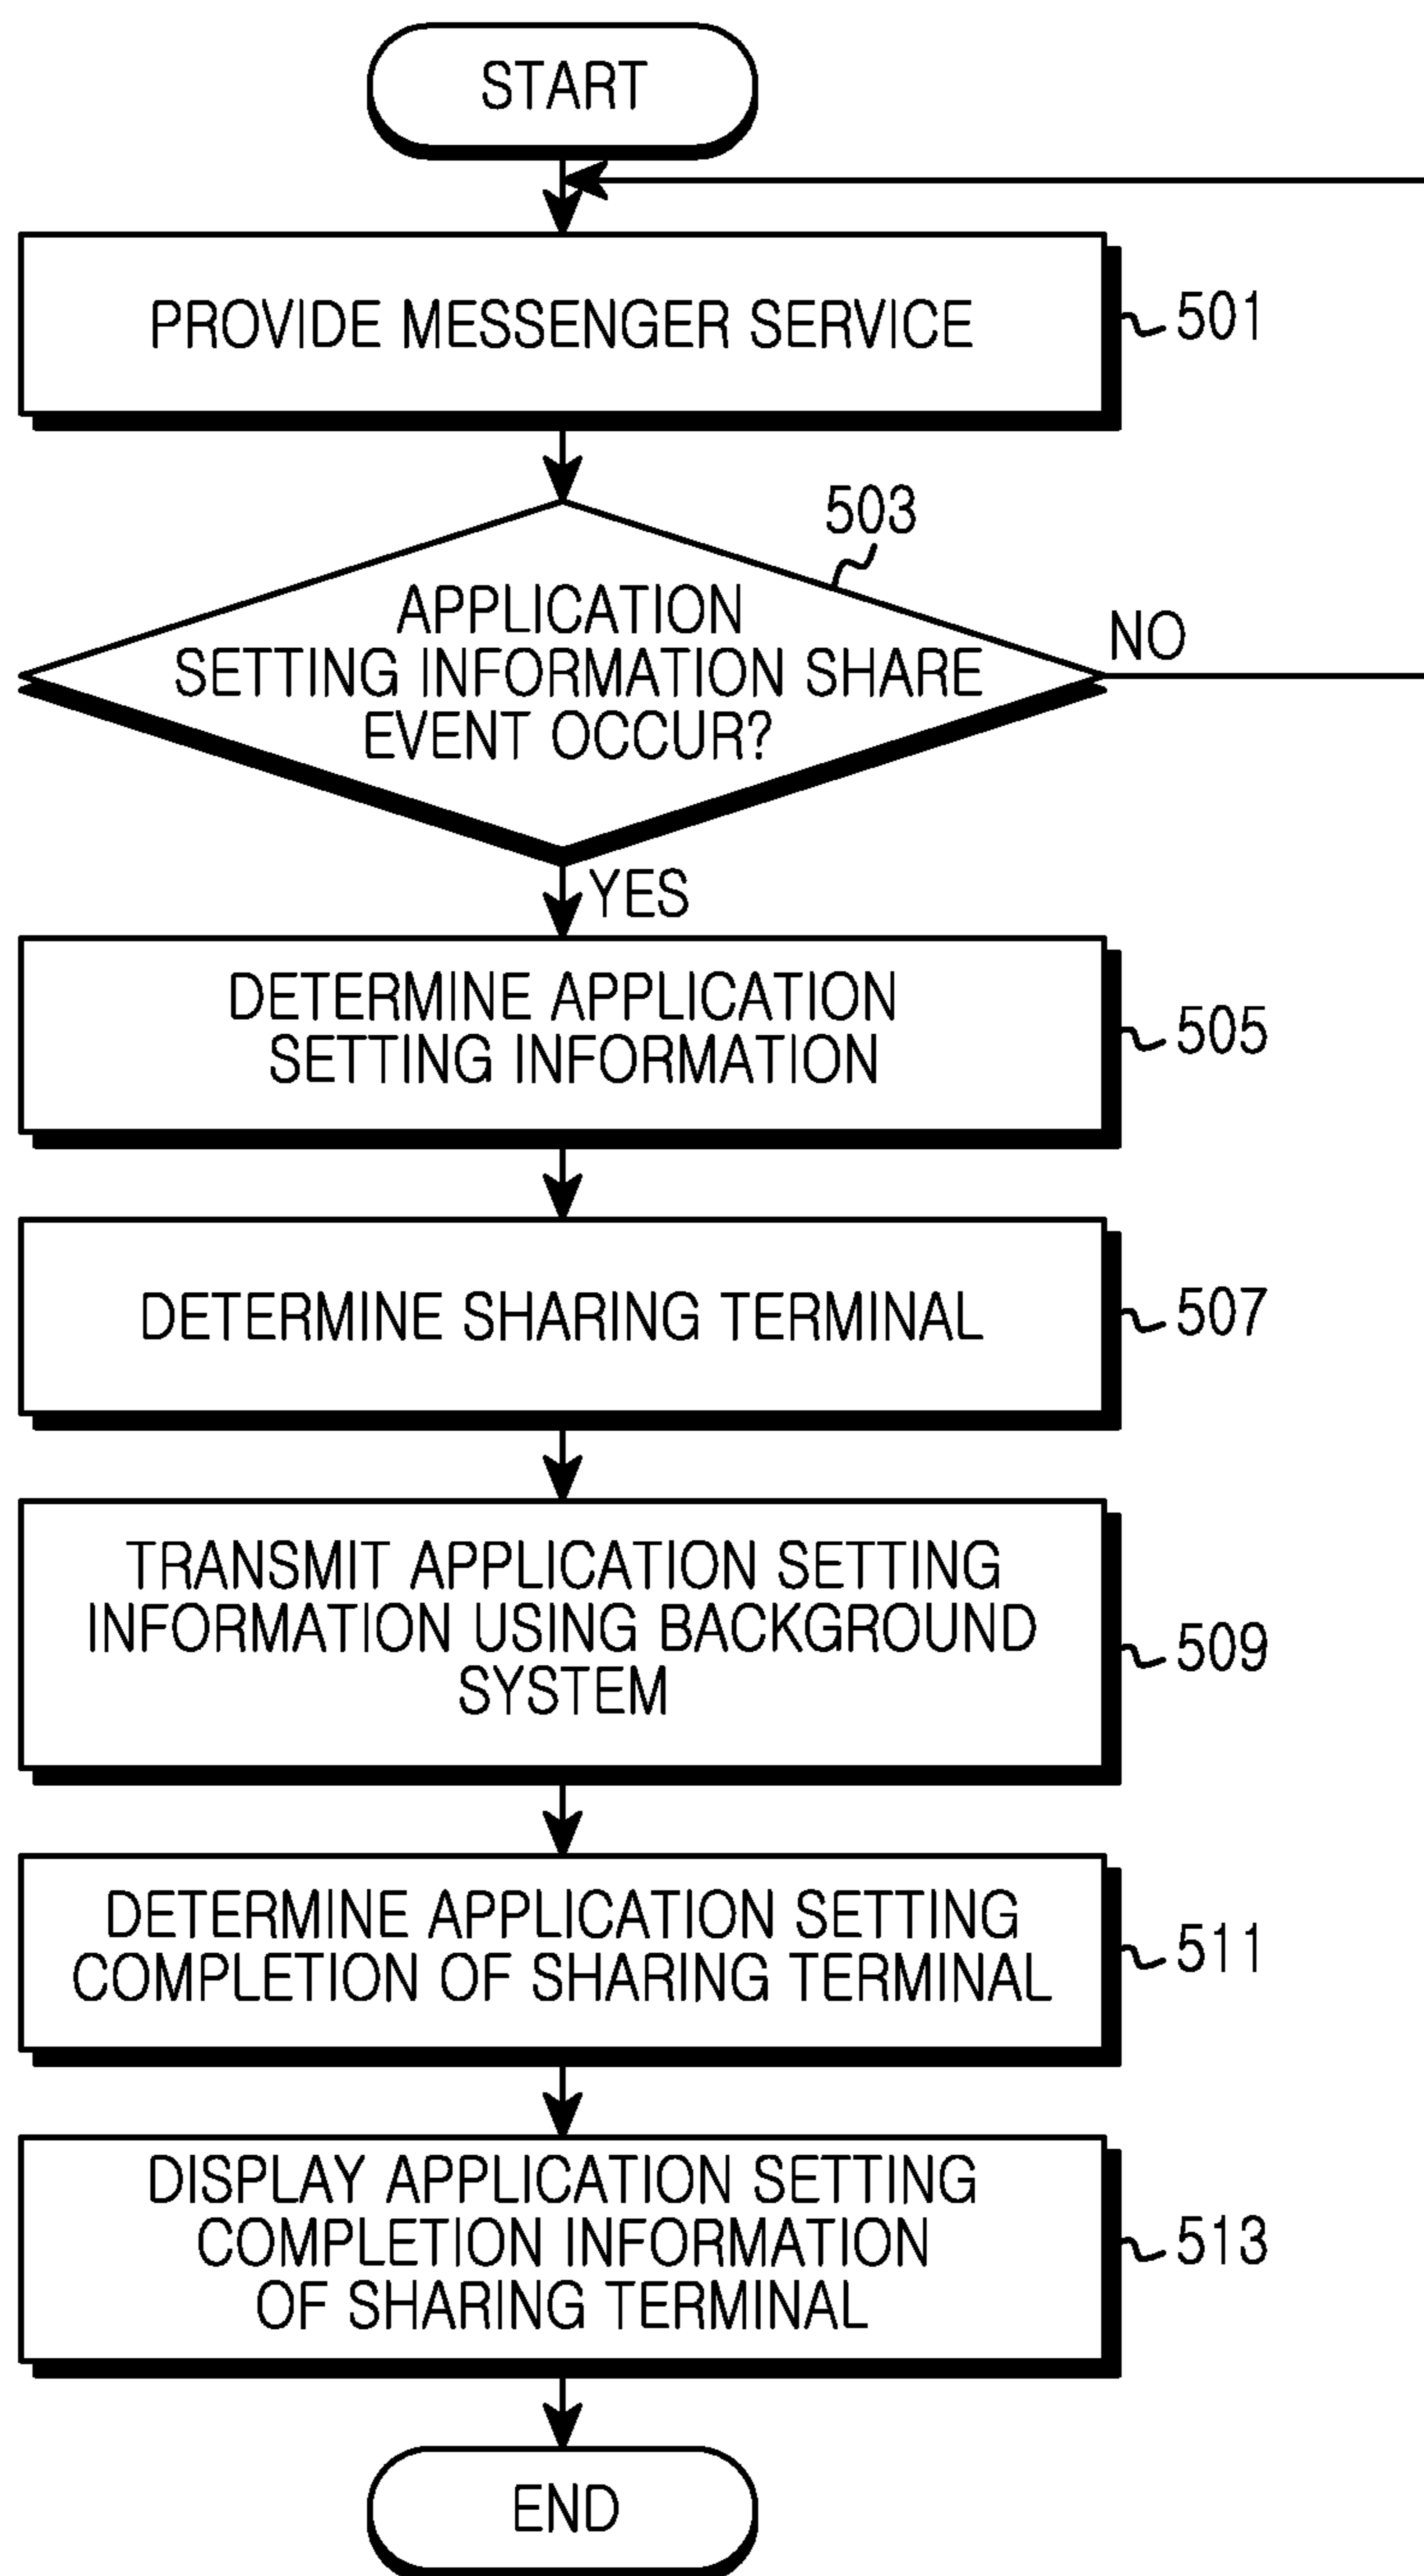 START
PROVIDE MESSENGER SERVICE
501
503
APPLICATION
SETTING INFORMATION SHARE
EVENT OCCUR?
NO
YES
DETERMINE APPLICATION
SETTING INFORMATION
505
DETERMINE SHARING TERMINAL
507
TRANSMIT APPLICATION SETTING
INFORMATION USING BACKGROUND
SYSTEM
509
DETERMINE APPLICATION SETTING
COMPLETION OF SHARING TERMINAL
511
DISPLAY APPLICATION SETTING
COMPLETION INFORMATION
OF SHARING TERMINAL
513
END